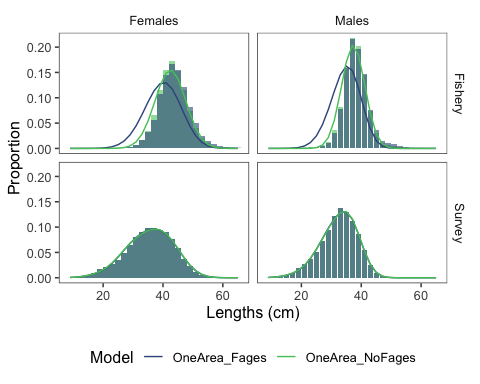 Females
Males
Proportion
0.20
0.15
0.10
0.05
0.00
Fishery
0.20
0.15
0.10
0.05
0.00
Survey
20
40
60
20
40
60
Lengths (cm)
Model
OneArea_Fages
OneArea_NoFages